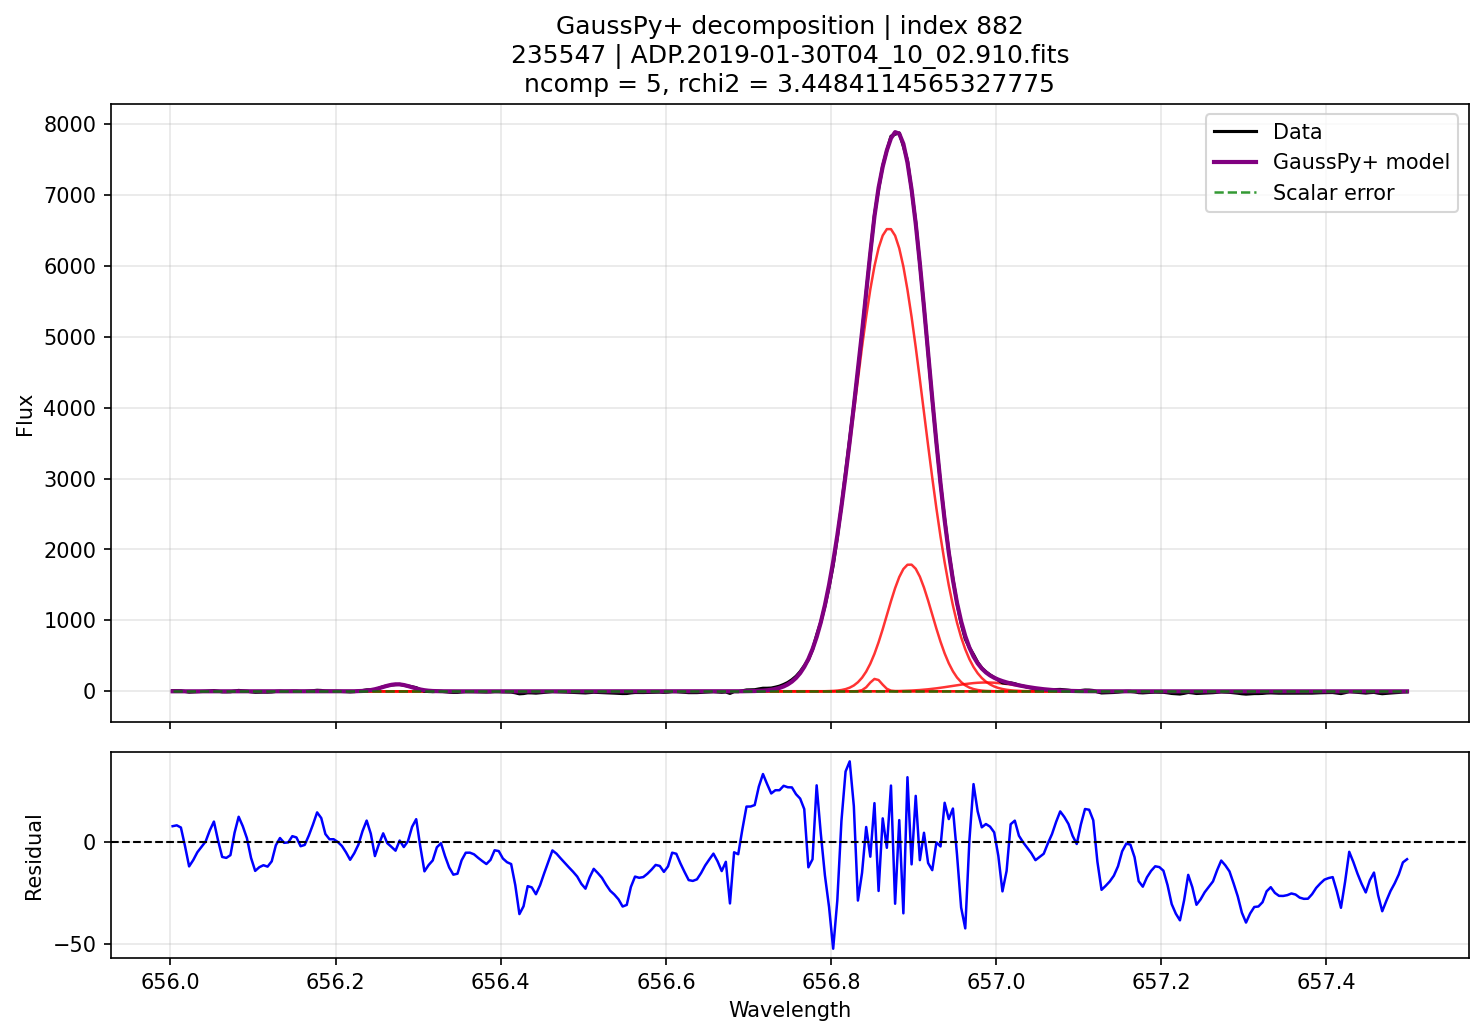 GaussPy+ decomposition | index 882
235547 | ADP.2019-01-30T04_10_02.910.fits
ncomp = 5, rchi2 = 3.4484114565327775
Data
GaussPy+ model
Scalar error
8000
7000
6000
5000
4000
3000
2000
1000
0
Flux
0
−50
Residual
656.0 656.2 656.4 656.6 656.8 657.0 657.2 657.4
Wavelength